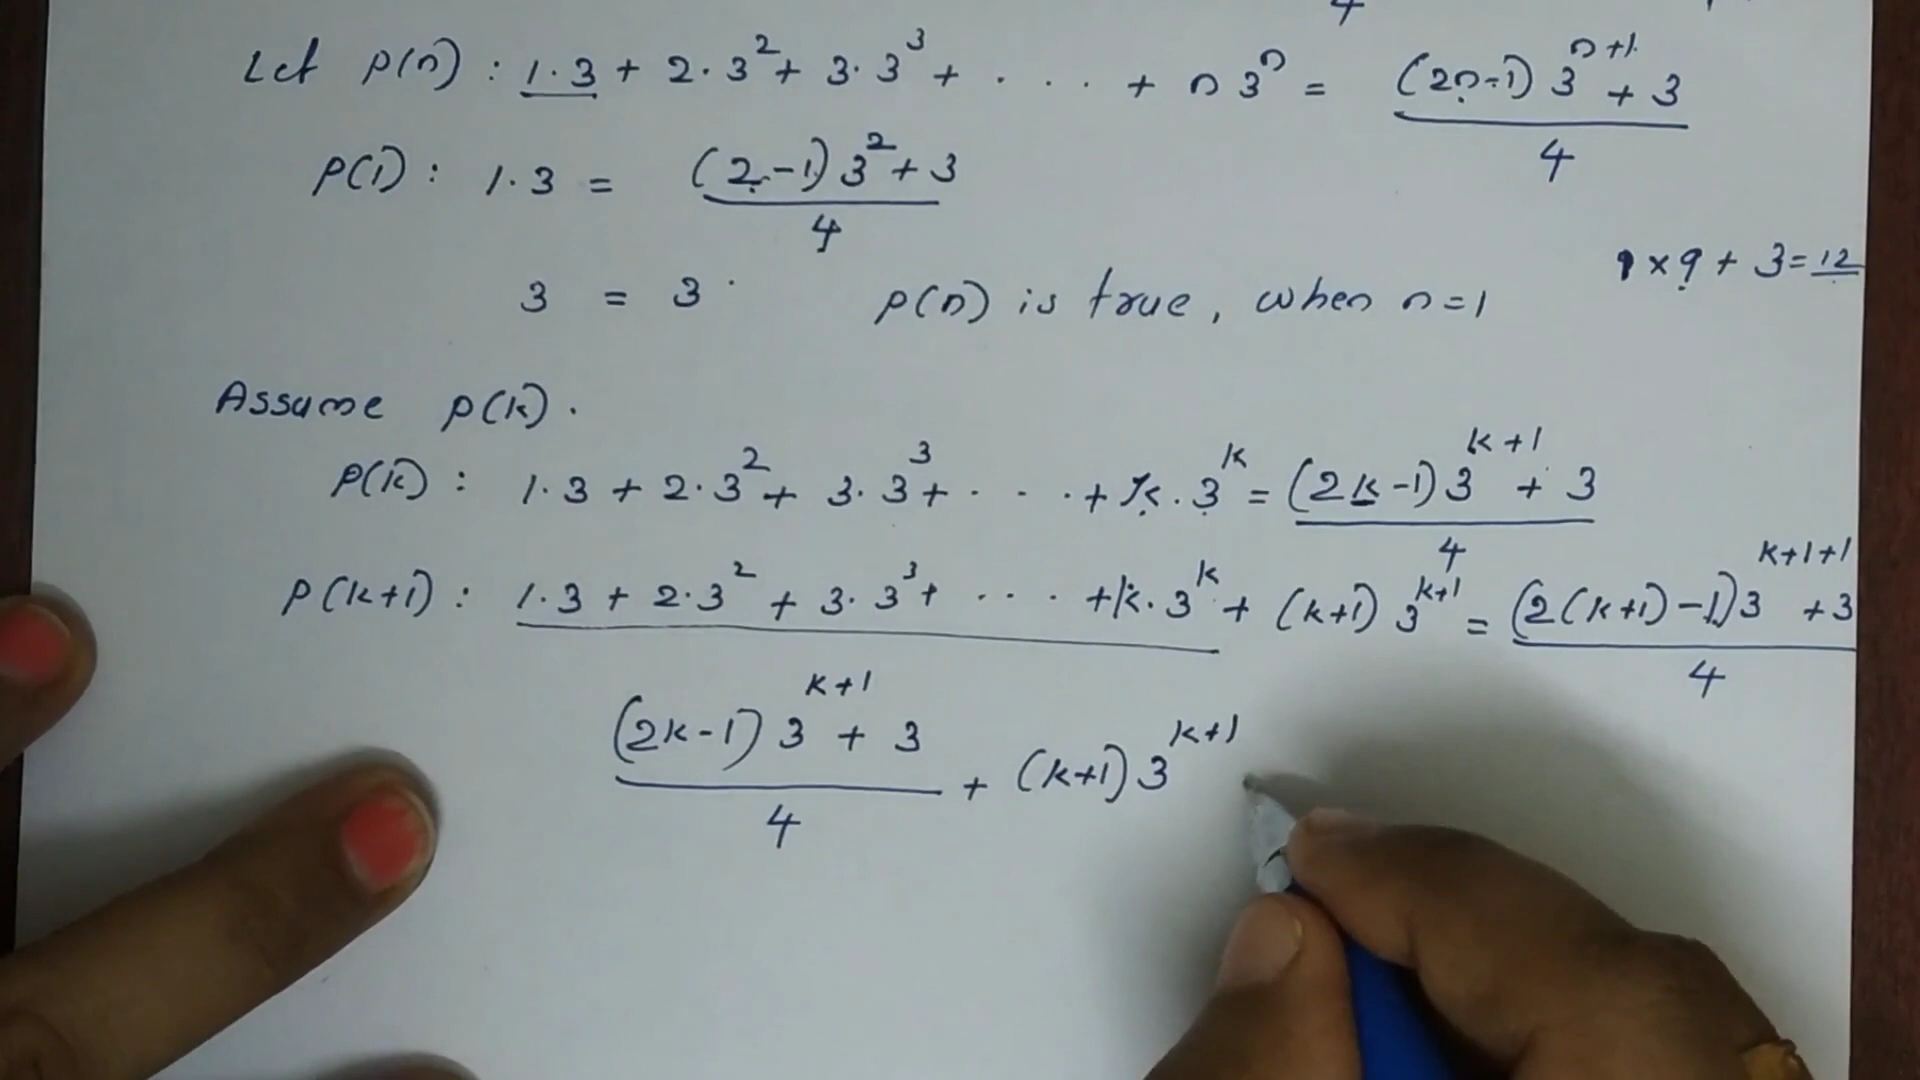 4
Let P(n) : 1·3 + 2·3² + 3·3³ + · · · + n 3ⁿ = ((2n-1) 3ⁿ⁺¹ + 3)/4
P(1) : 1·3 = ((2-1) 3² + 3)/4
1 × 9 + 3 = 12
3 = 3 · P(n) is true, when n=1
Assume P(k).
P(k) : 1·3 + 2·3² + 3·3³ + · · · + k·3ᵏ = ((2k-1) 3ᵏ⁺¹ + 3)/4
P(k+1) : 1·3 + 2·3² + 3·3³ + · · · + k·3ᵏ + (k+1) 3ᵏ⁺¹ = ((2(k+1)-1) 3ᵏ⁺¹⁺¹ + 3)/4
((2k-1) 3ᵏ⁺¹ + 3)/4 + (k+1) 3ᵏ⁺¹